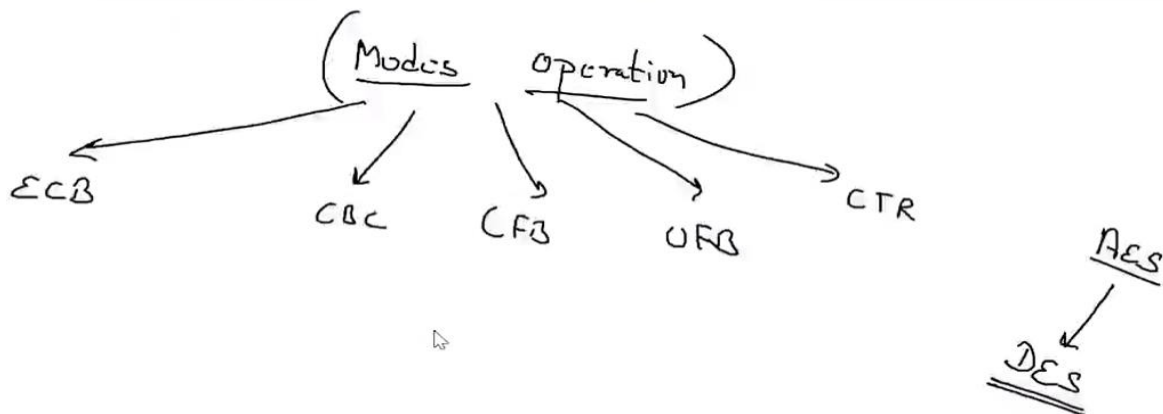 (Modes Operation)
ECB CBC CFB OFB CTR
AES
DES